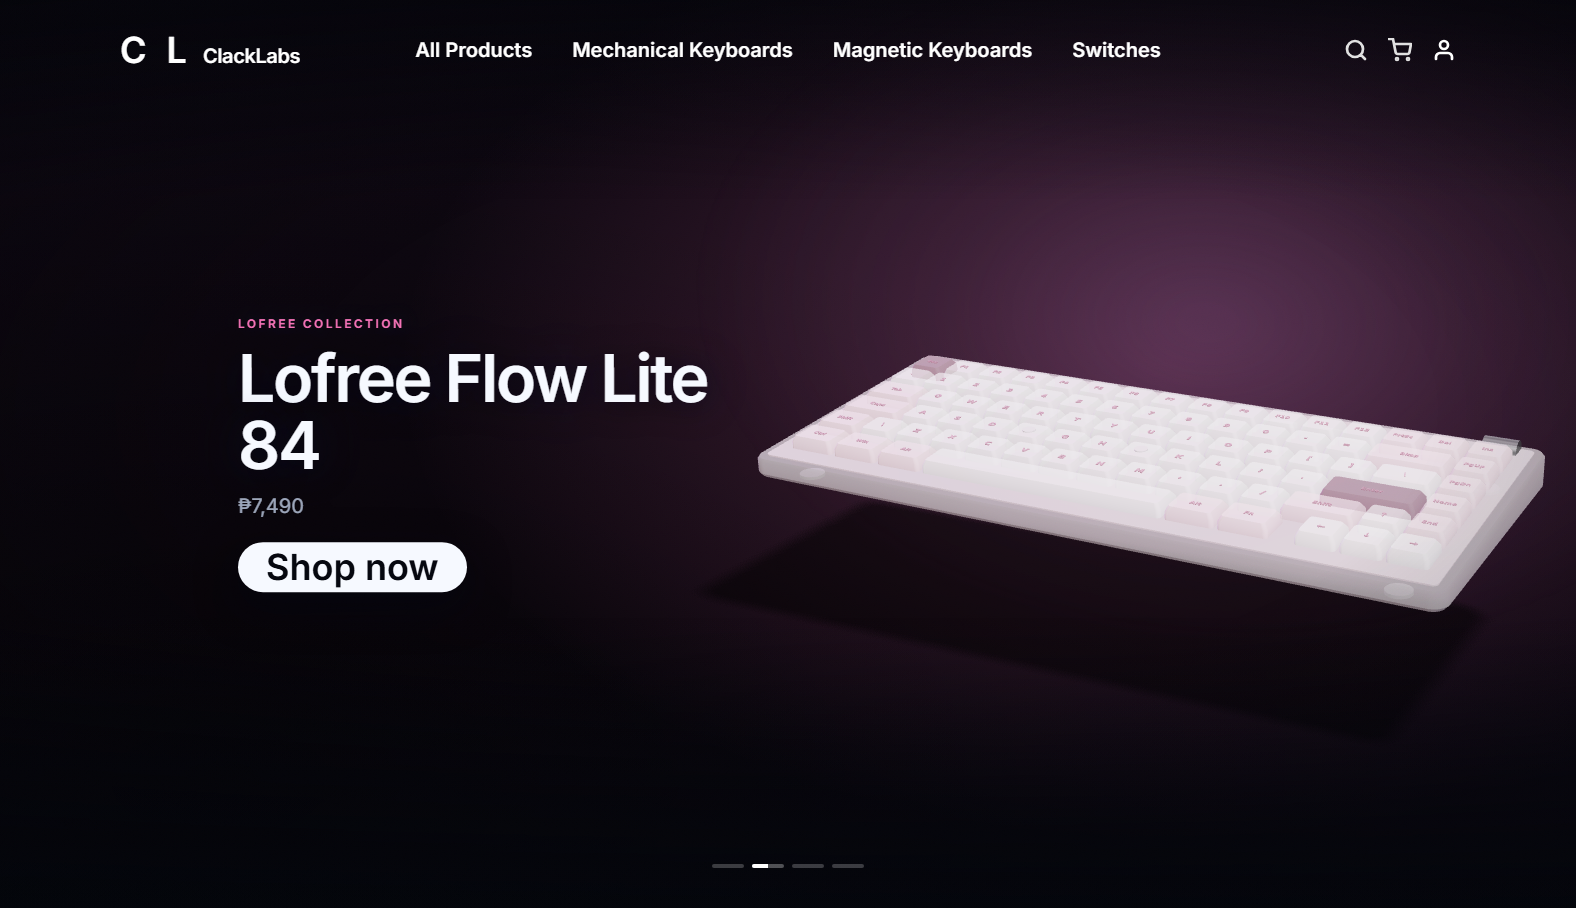 C L ClackLabs
All Products
Mechanical Keyboards
Magnetic Keyboards
Switches
LOFREE COLLECTION
Lofree Flow Lite
84
₱7,490
Shop now